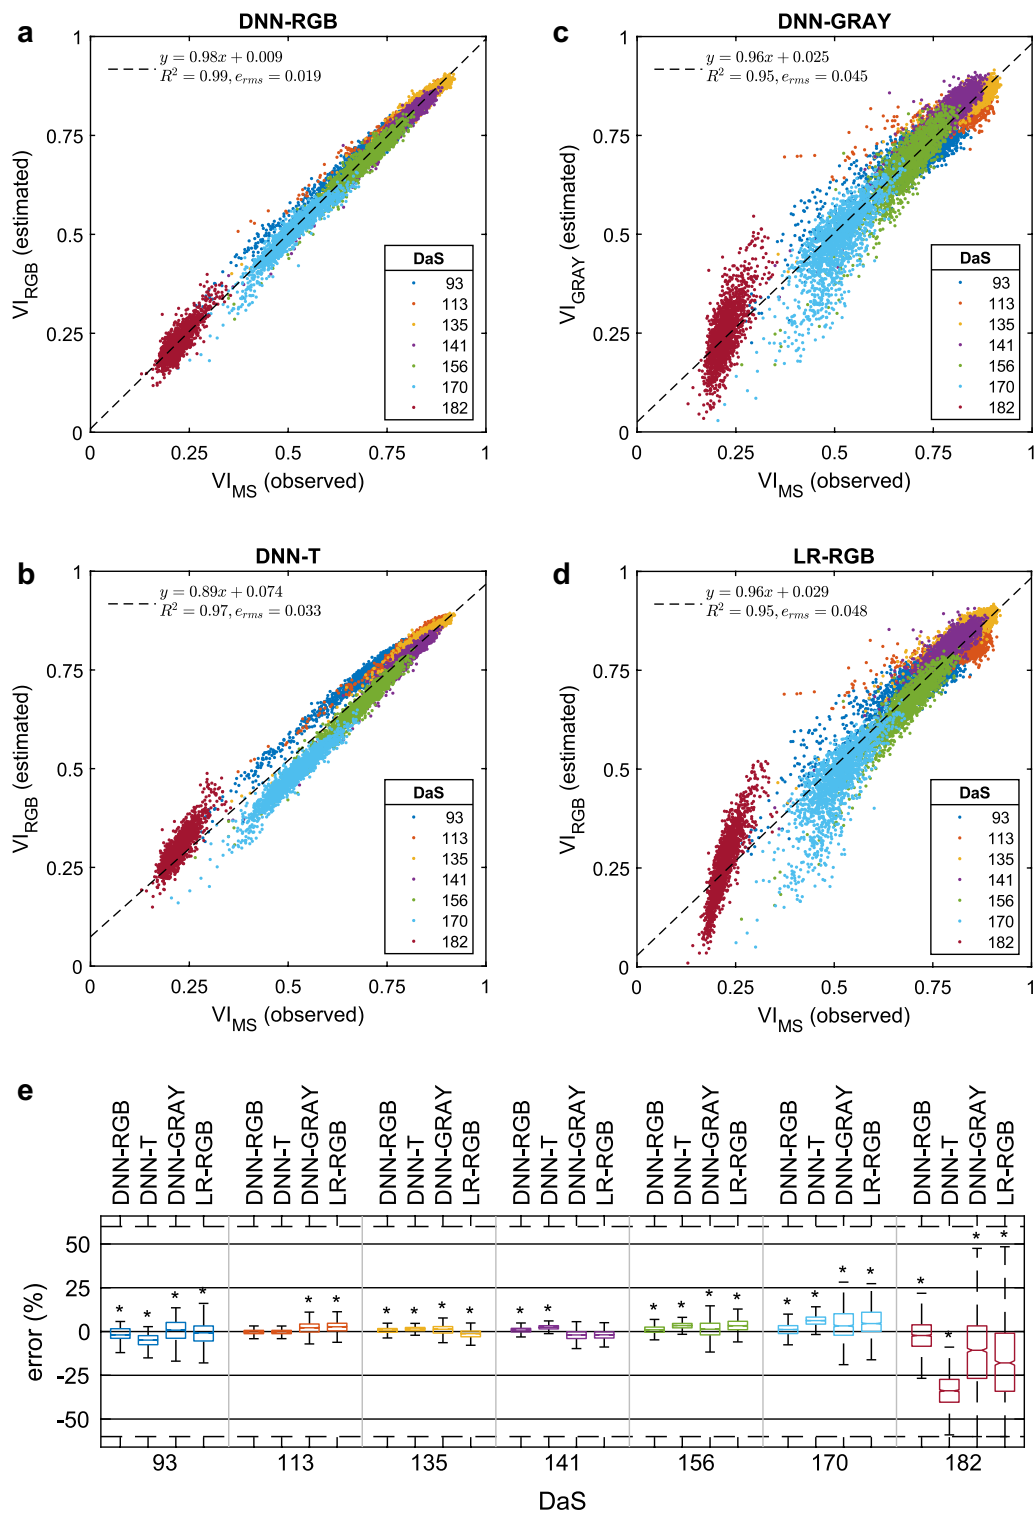 a
DNN-RGB
y = 0.98x + 0.009
R² = 0.99, e_rms = 0.019
1
0.75
0.5
0.25
0
VI_RGB (estimated)
DaS
93
113
135
141
156
170
182
0 0.25 0.5 0.75 1
VI_MS (observed)
c
DNN-GRAY
y = 0.96x + 0.025
R² = 0.95, e_rms = 0.045
1
0.75
0.5
0.25
0
VI_GRAY (estimated)
DaS
93
113
135
141
156
170
182
0 0.25 0.5 0.75 1
VI_MS (observed)
b
DNN-T
y = 0.89x + 0.074
R² = 0.97, e_rms = 0.033
1
0.75
0.5
0.25
0
VI_RGB (estimated)
DaS
93
113
135
141
156
170
182
0 0.25 0.5 0.75 1
VI_MS (observed)
d
LR-RGB
y = 0.96x + 0.029
R² = 0.95, e_rms = 0.048
1
0.75
0.5
0.25
0
VI_RGB (estimated)
DaS
93
113
135
141
156
170
182
0 0.25 0.5 0.75 1
VI_MS (observed)
e
DNN-RGB
DNN-T
DNN-GRAY
LR-RGB
DNN-RGB
DNN-T
DNN-GRAY
LR-RGB
DNN-RGB
DNN-T
DNN-GRAY
LR-RGB
DNN-RGB
DNN-T
DNN-GRAY
LR-RGB
DNN-RGB
DNN-T
DNN-GRAY
LR-RGB
DNN-RGB
DNN-T
DNN-GRAY
LR-RGB
DNN-RGB
DNN-T
DNN-GRAY
LR-RGB
error (%)
50
25
0
-25
-50
* * * * * * * * * * * * * * * * * * * * * * * *
93 113 135 141 156 170 182
DaS